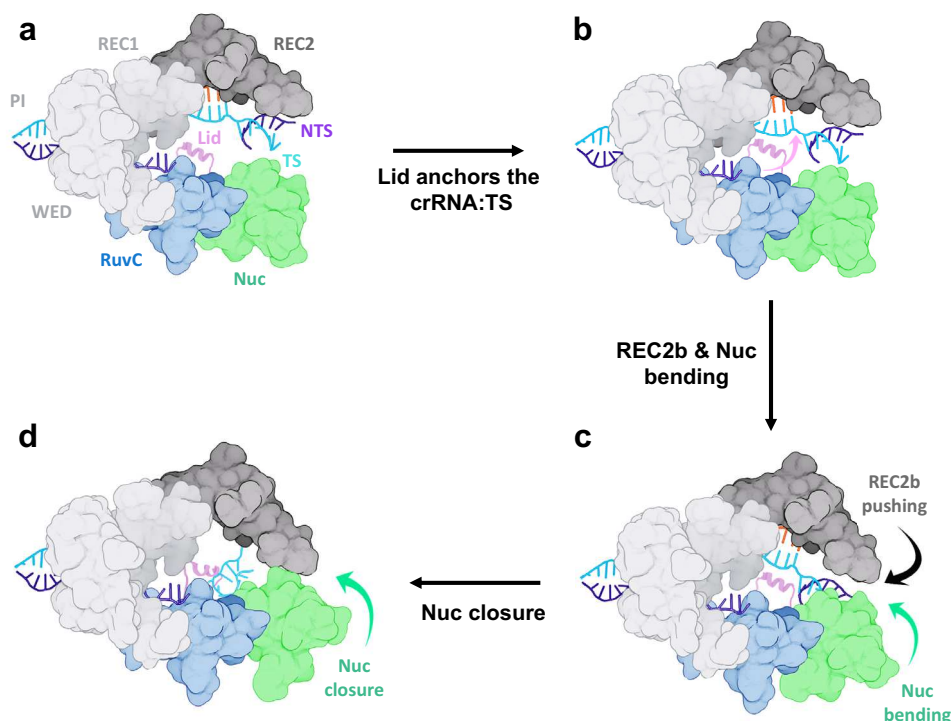 a
REC1
REC2
PI
NTS
Lid
TS
WED
RuvC
Nuc
Lid anchors the
crRNA:TS
b
REC2b & Nuc
bending
c
REC2b
pushing
Nuc
bending
Nuc closure
d
Nuc
closure